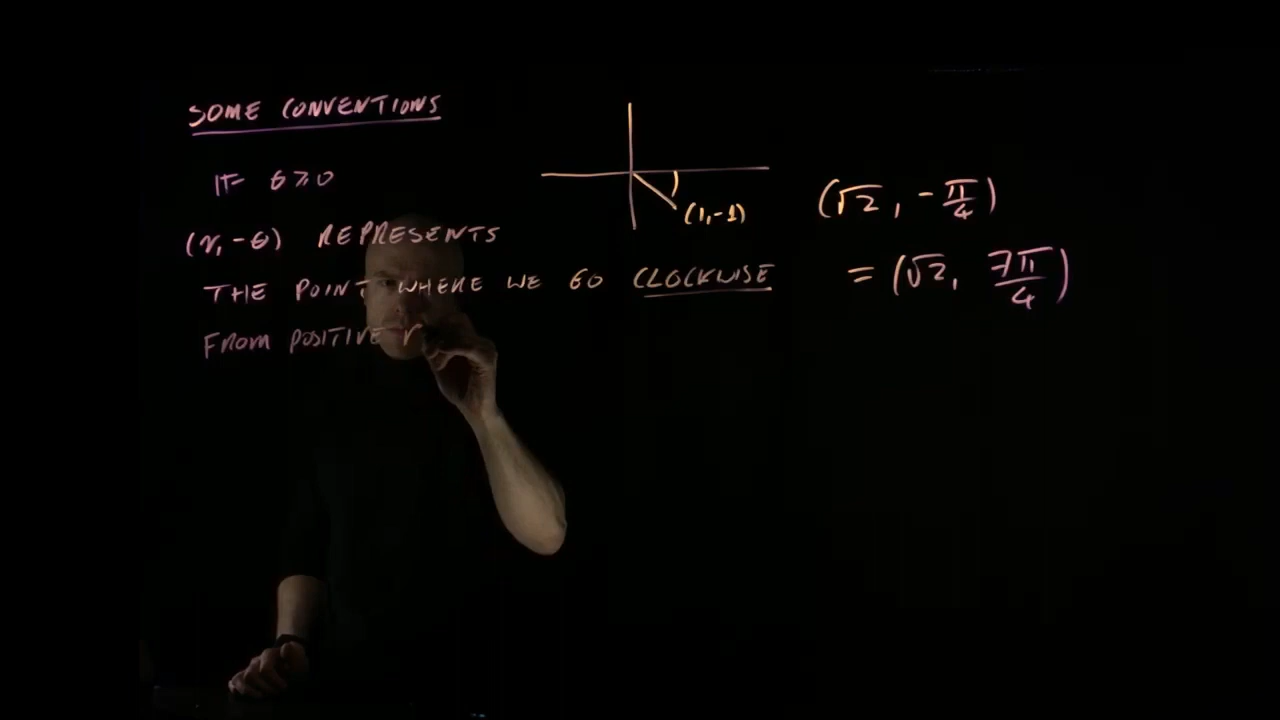 SOME CONVENTIONS
IF θ ≥ 0
(r, -θ) REPRESENTS
THE POINT WHERE WE GO CLOCKWISE
FROM POSITIVE
(1, -1)
(√2, -π/4)
= (√2, 7π/4)